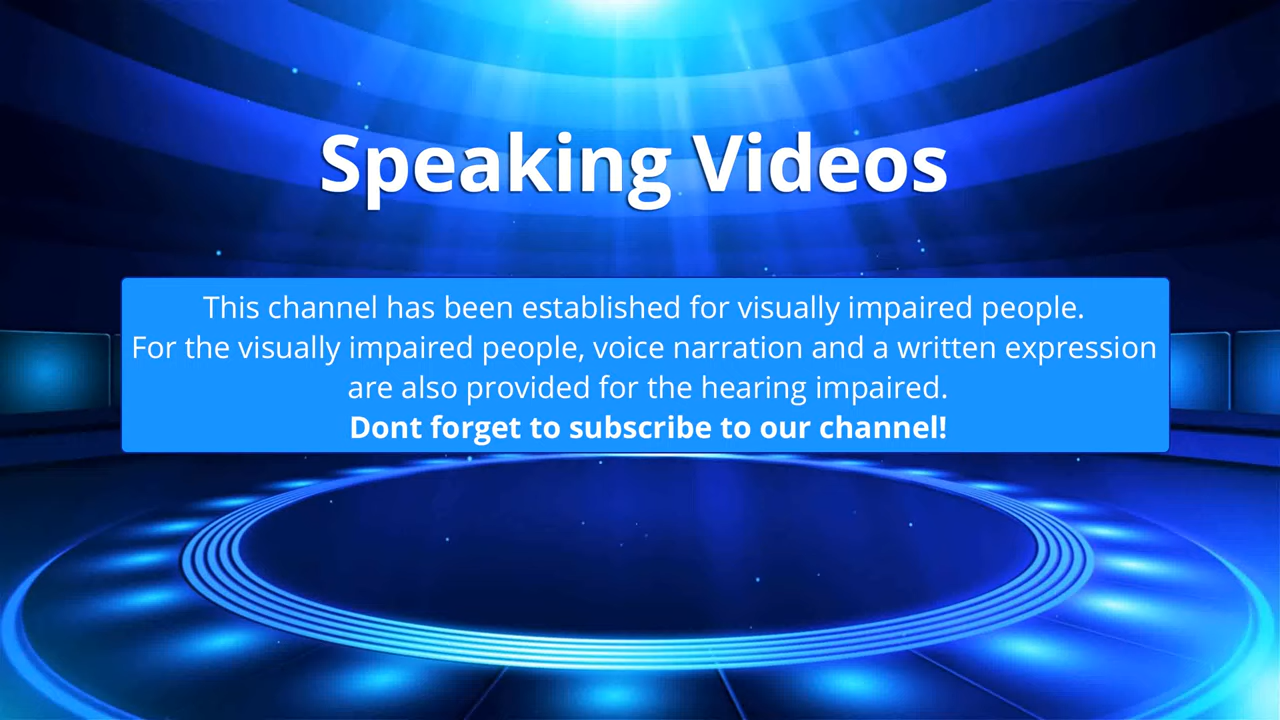 Speaking Videos
This channel has been established for visually impaired people.
For the visually impaired people, voice narration and a written expression
are also provided for the hearing impaired.
Dont forget to subscribe to our channel!